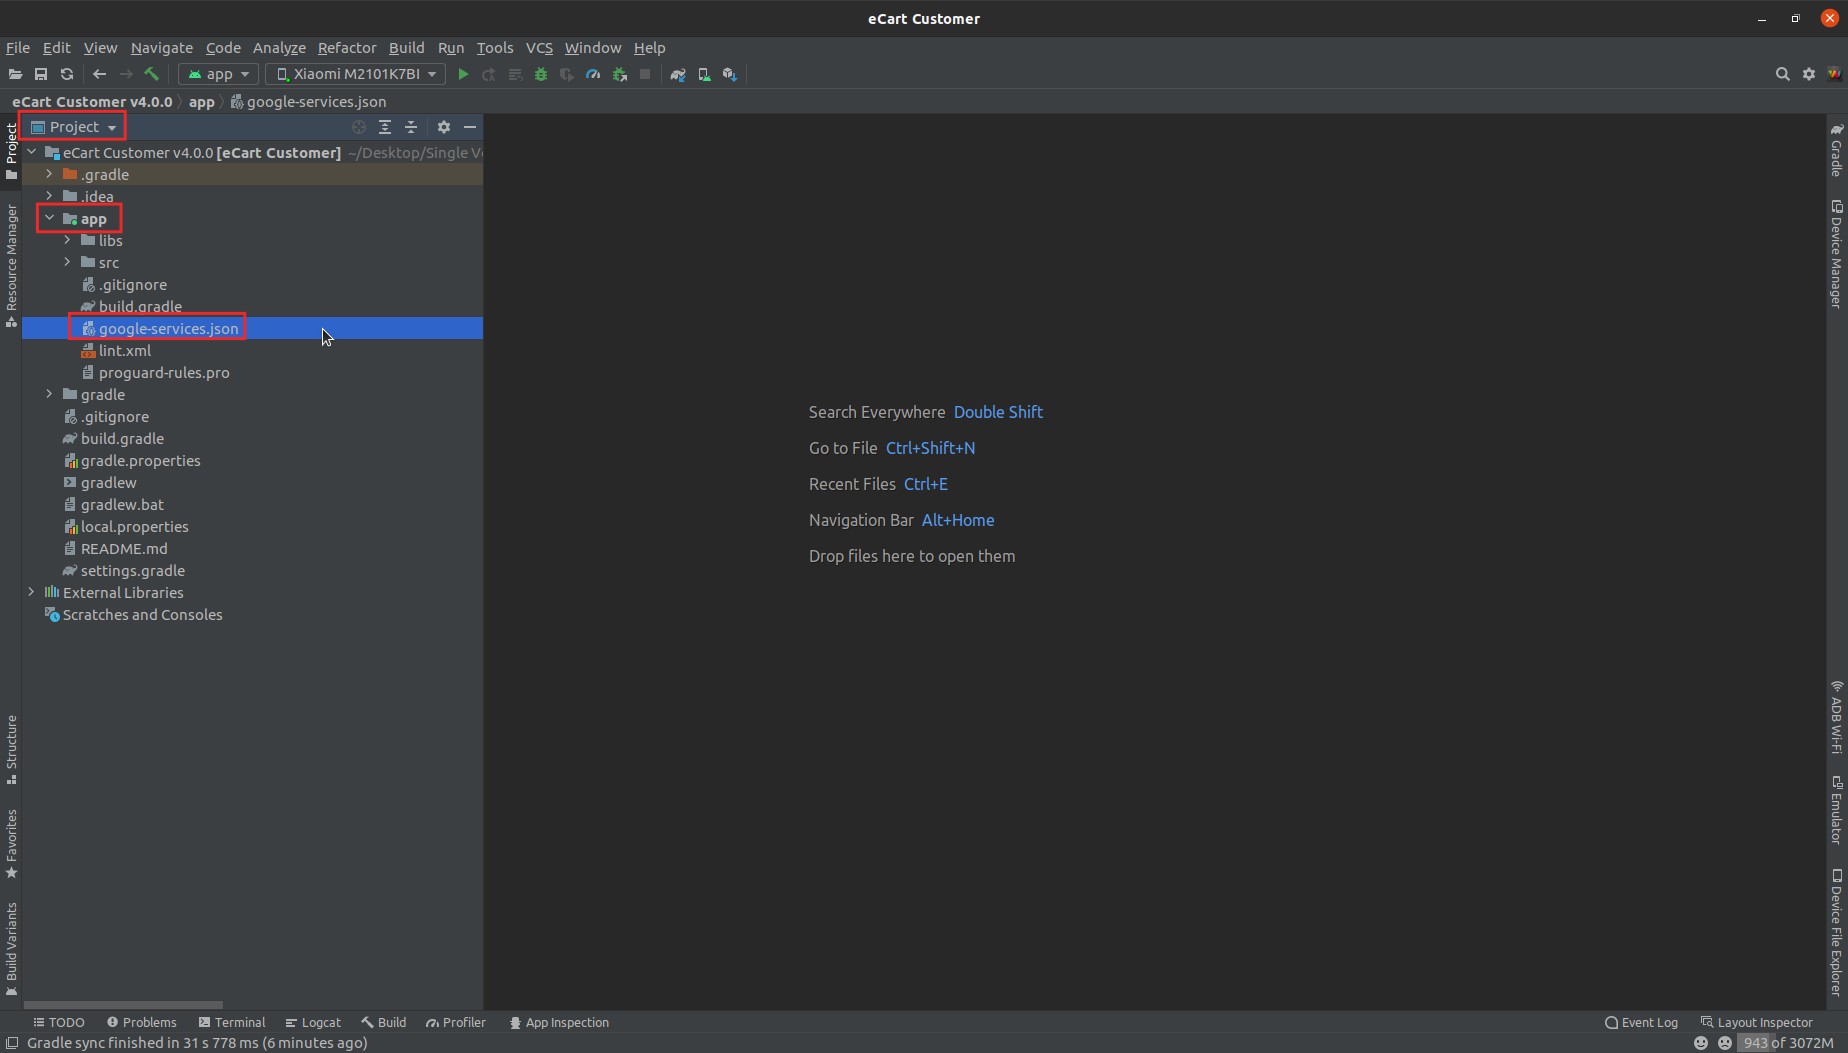 eCart Customer
File Edit View Navigate Code Analyze Refactor Build Run Tools VCS Window Help
app Xiaomi M2101K7BI
eCart Customer v4.0.0 app google-services.json
Project
eCart Customer v4.0.0 [eCart Customer] ~/Desktop/Single V
.gradle
.idea
app
libs
src
.gitignore
build.gradle
google-services.json
lint.xml
proguard-rules.pro
gradle
.gitignore
build.gradle
gradle.properties
gradlew
gradlew.bat
local.properties
README.md
settings.gradle
External Libraries
Scratches and Consoles
Project
Resource Manager
Structure
Favorites
Build Variants
Search Everywhere Double Shift
Go to File Ctrl+Shift+N
Recent Files Ctrl+E
Navigation Bar Alt+Home
Drop files here to open them
Gradle
Device Manager
ADB Wi-Fi
Emulator
Device File Explorer
TODO Problems Terminal Logcat Build Profiler App Inspection Event Log Layout Inspector
Gradle sync finished in 31 s 778 ms (6 minutes ago) 943 of 3072M